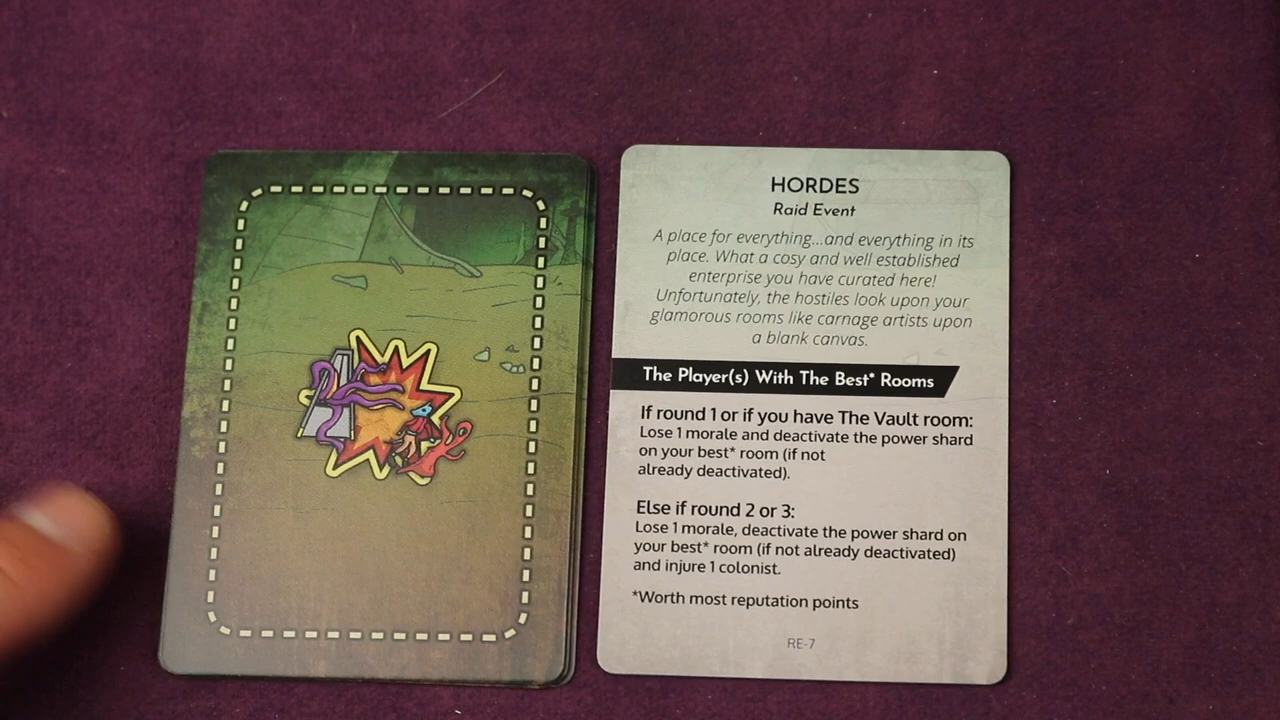 HORDES
Raid Event
A place for everything...and everything in its
place. What a cosy and well established
enterprise you have curated here!
Unfortunately, the hostiles look upon your
glamorous rooms like carnage artists upon
a blank canvas.
The Player(s) With The Best* Rooms
If round 1 or if you have The Vault room:
Lose 1 morale and deactivate the power shard
on your best* room (if not
already deactivated).
Else if round 2 or 3:
Lose 1 morale, deactivate the power shard on
your best* room (if not already deactivated)
and injure 1 colonist.
*Worth most reputation points
RE-7